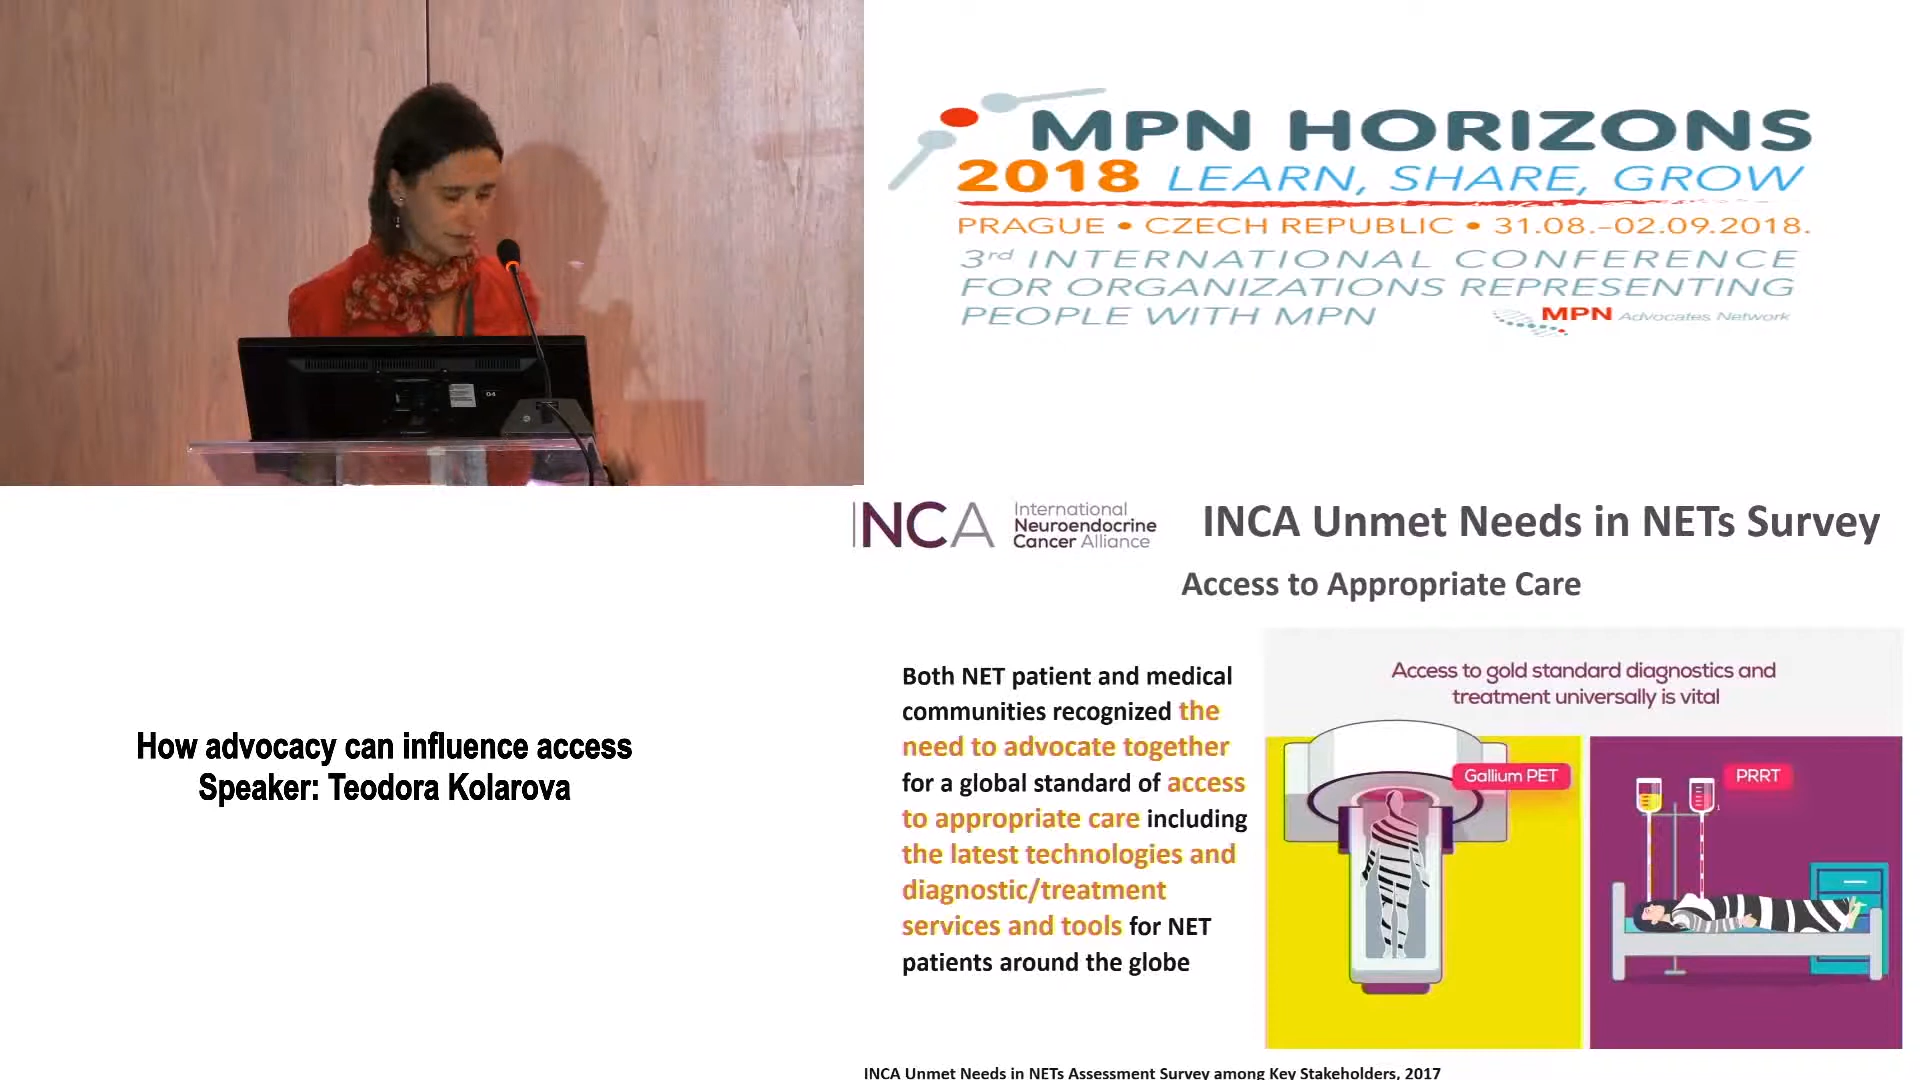 MPN HORIZONS
2018 LEARN, SHARE, GROW
PRAGUE • CZECH REPUBLIC • 31.08.–02.09.2018.
3rd INTERNATIONAL CONFERENCE
FOR ORGANIZATIONS REPRESENTING
PEOPLE WITH MPN
MPN Advocates Network
04
How advocacy can influence access
Speaker: Teodora Kolarova
INCA International
Neuroendocrine
Cancer Alliance
INCA Unmet Needs in NETs Survey
Access to Appropriate Care
Both NET patient and medical
communities recognized the
need to advocate together
for a global standard of access
to appropriate care including
the latest technologies and
diagnostic/treatment
services and tools for NET
patients around the globe
Access to gold standard diagnostics and
treatment universally is vital
Gallium PET
PRRT
1
INCA Unmet Needs in NETs Assessment Survey among Key Stakeholders, 2017